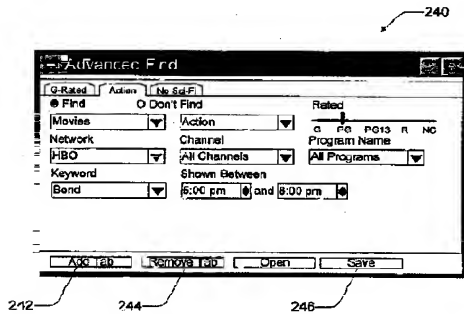 240
Advanced Find
G-Rated Action No Sci-Fi
Find Don't Find Rated
Movies Action
G PG PG13 R NC
Network Channel Program Name
HBO All Channels All Programs
Keyword Shown Between
Bond 5:00 pm and 8:00 pm
Add Tab Remove Tab Open Save
242 244 246